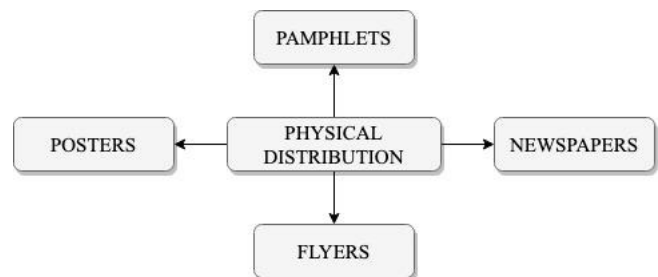 PAMPHLETS
POSTERS
PHYSICAL
DISTRIBUTION
NEWSPAPERS
FLYERS